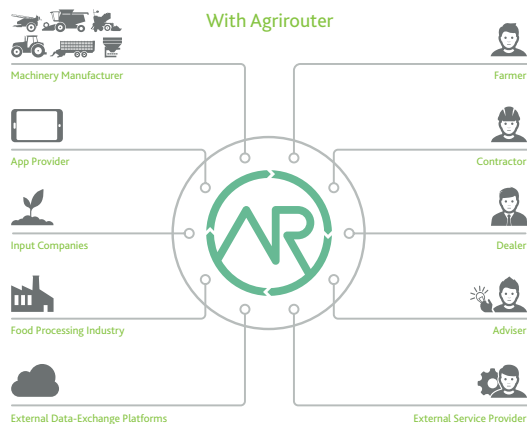 With Agrirouter
Machinery Manufacturer
Farmer
App Provider
Contractor
Input Companies
Dealer
Food Processing Industry
Adviser
External Data-Exchange Platforms
External Service Provider
AR